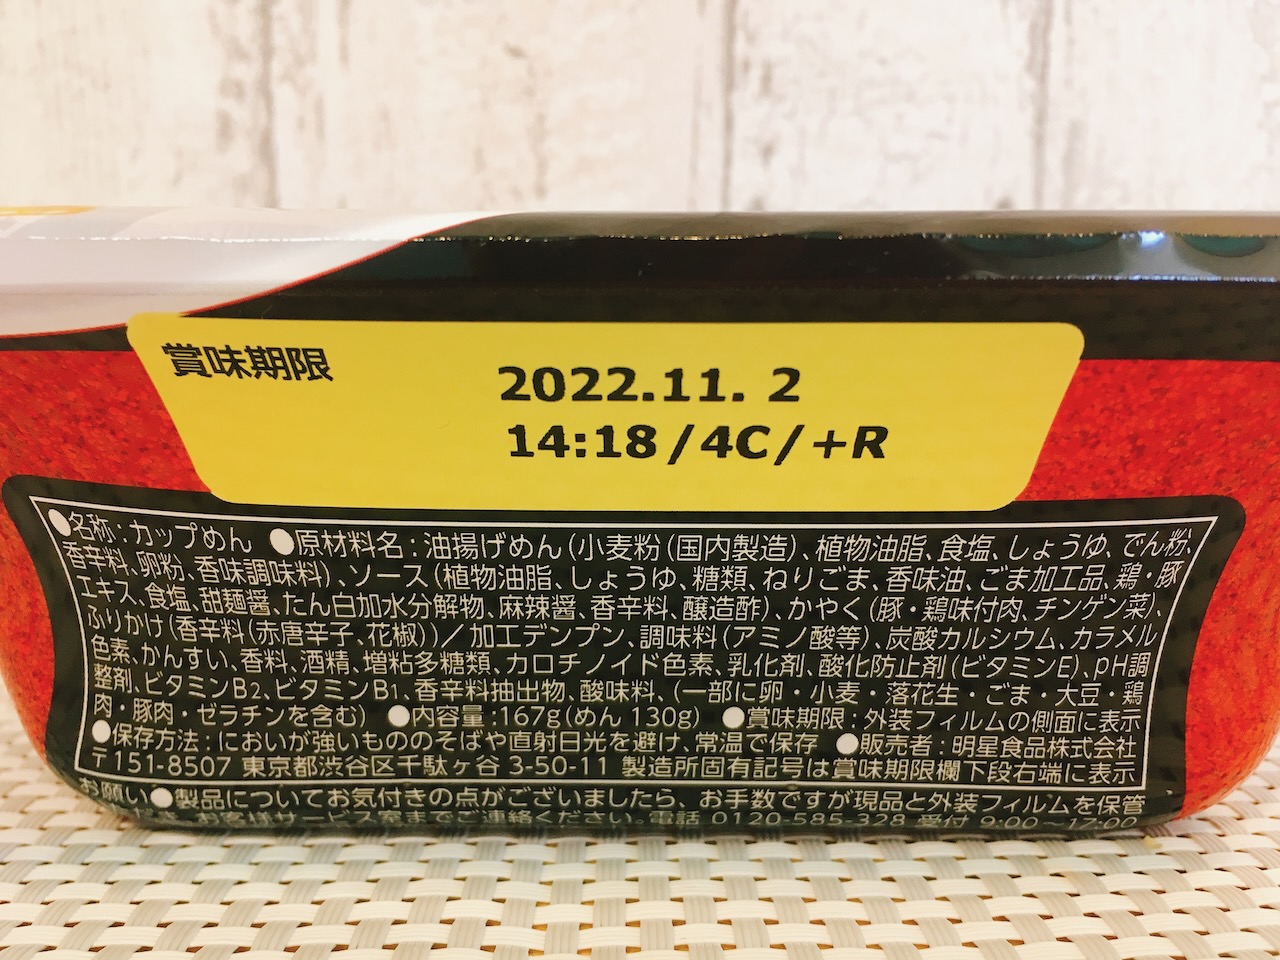 賞味期限
2022.11. 2
14:18/4C/+R
●名称:カップめん ●原材料名:油揚げめん(小麦粉(国内製造)、植物油脂、食塩、しょうゆ、でん粉、
香辛料、卵粉、香味調味料)、ソース(植物油脂、しょうゆ、糖類、ねりごま、香味油、ごま加工品、鶏・豚
エキス、食塩、甜麺醤、たん白加水分解物、麻辣醤、香辛料、醸造酢)、かやく(豚・鶏味付肉、チンゲン菜)、
ふりかけ(香辛料(赤唐辛子、花椒))/加工デンプン、調味料(アミノ酸等)、炭酸カルシウム、カラメル
色素、かんすい、香料、酒精、増粘多糖類、カロチノイド色素、乳化剤、酸化防止剤(ビタミンE)、pH調
整剤、ビタミンB2、ビタミンB1、香辛料抽出物、酸味料、(一部に卵・小麦・落花生・ごま・大豆・鶏
肉・豚肉・ゼラチンを含む) ●内容量:167g(めん 130g) ●賞味期限:外装フィルムの側面に表示
●保存方法:においが強いもののそばや直射日光を避け、常温で保存 ●販売者:明星食品株式会社
〒151-8507 東京都渋谷区千駄ヶ谷 3-50-11 製造所固有記号は賞味期限欄下段右端に表示
お願い●製品についてお気付きの点がございましたら、お手数ですが現品と外装フィルムを保管
お客様サービス室までご連絡ください。電話 0120-585-328 受付 9:00-17:00